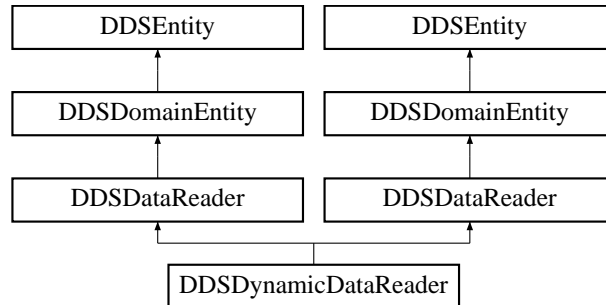 DDSEntity DDSEntity
DDSDomainEntity DDSDomainEntity
DDSDataReader DDSDataReader
DDSDynamicDataReader